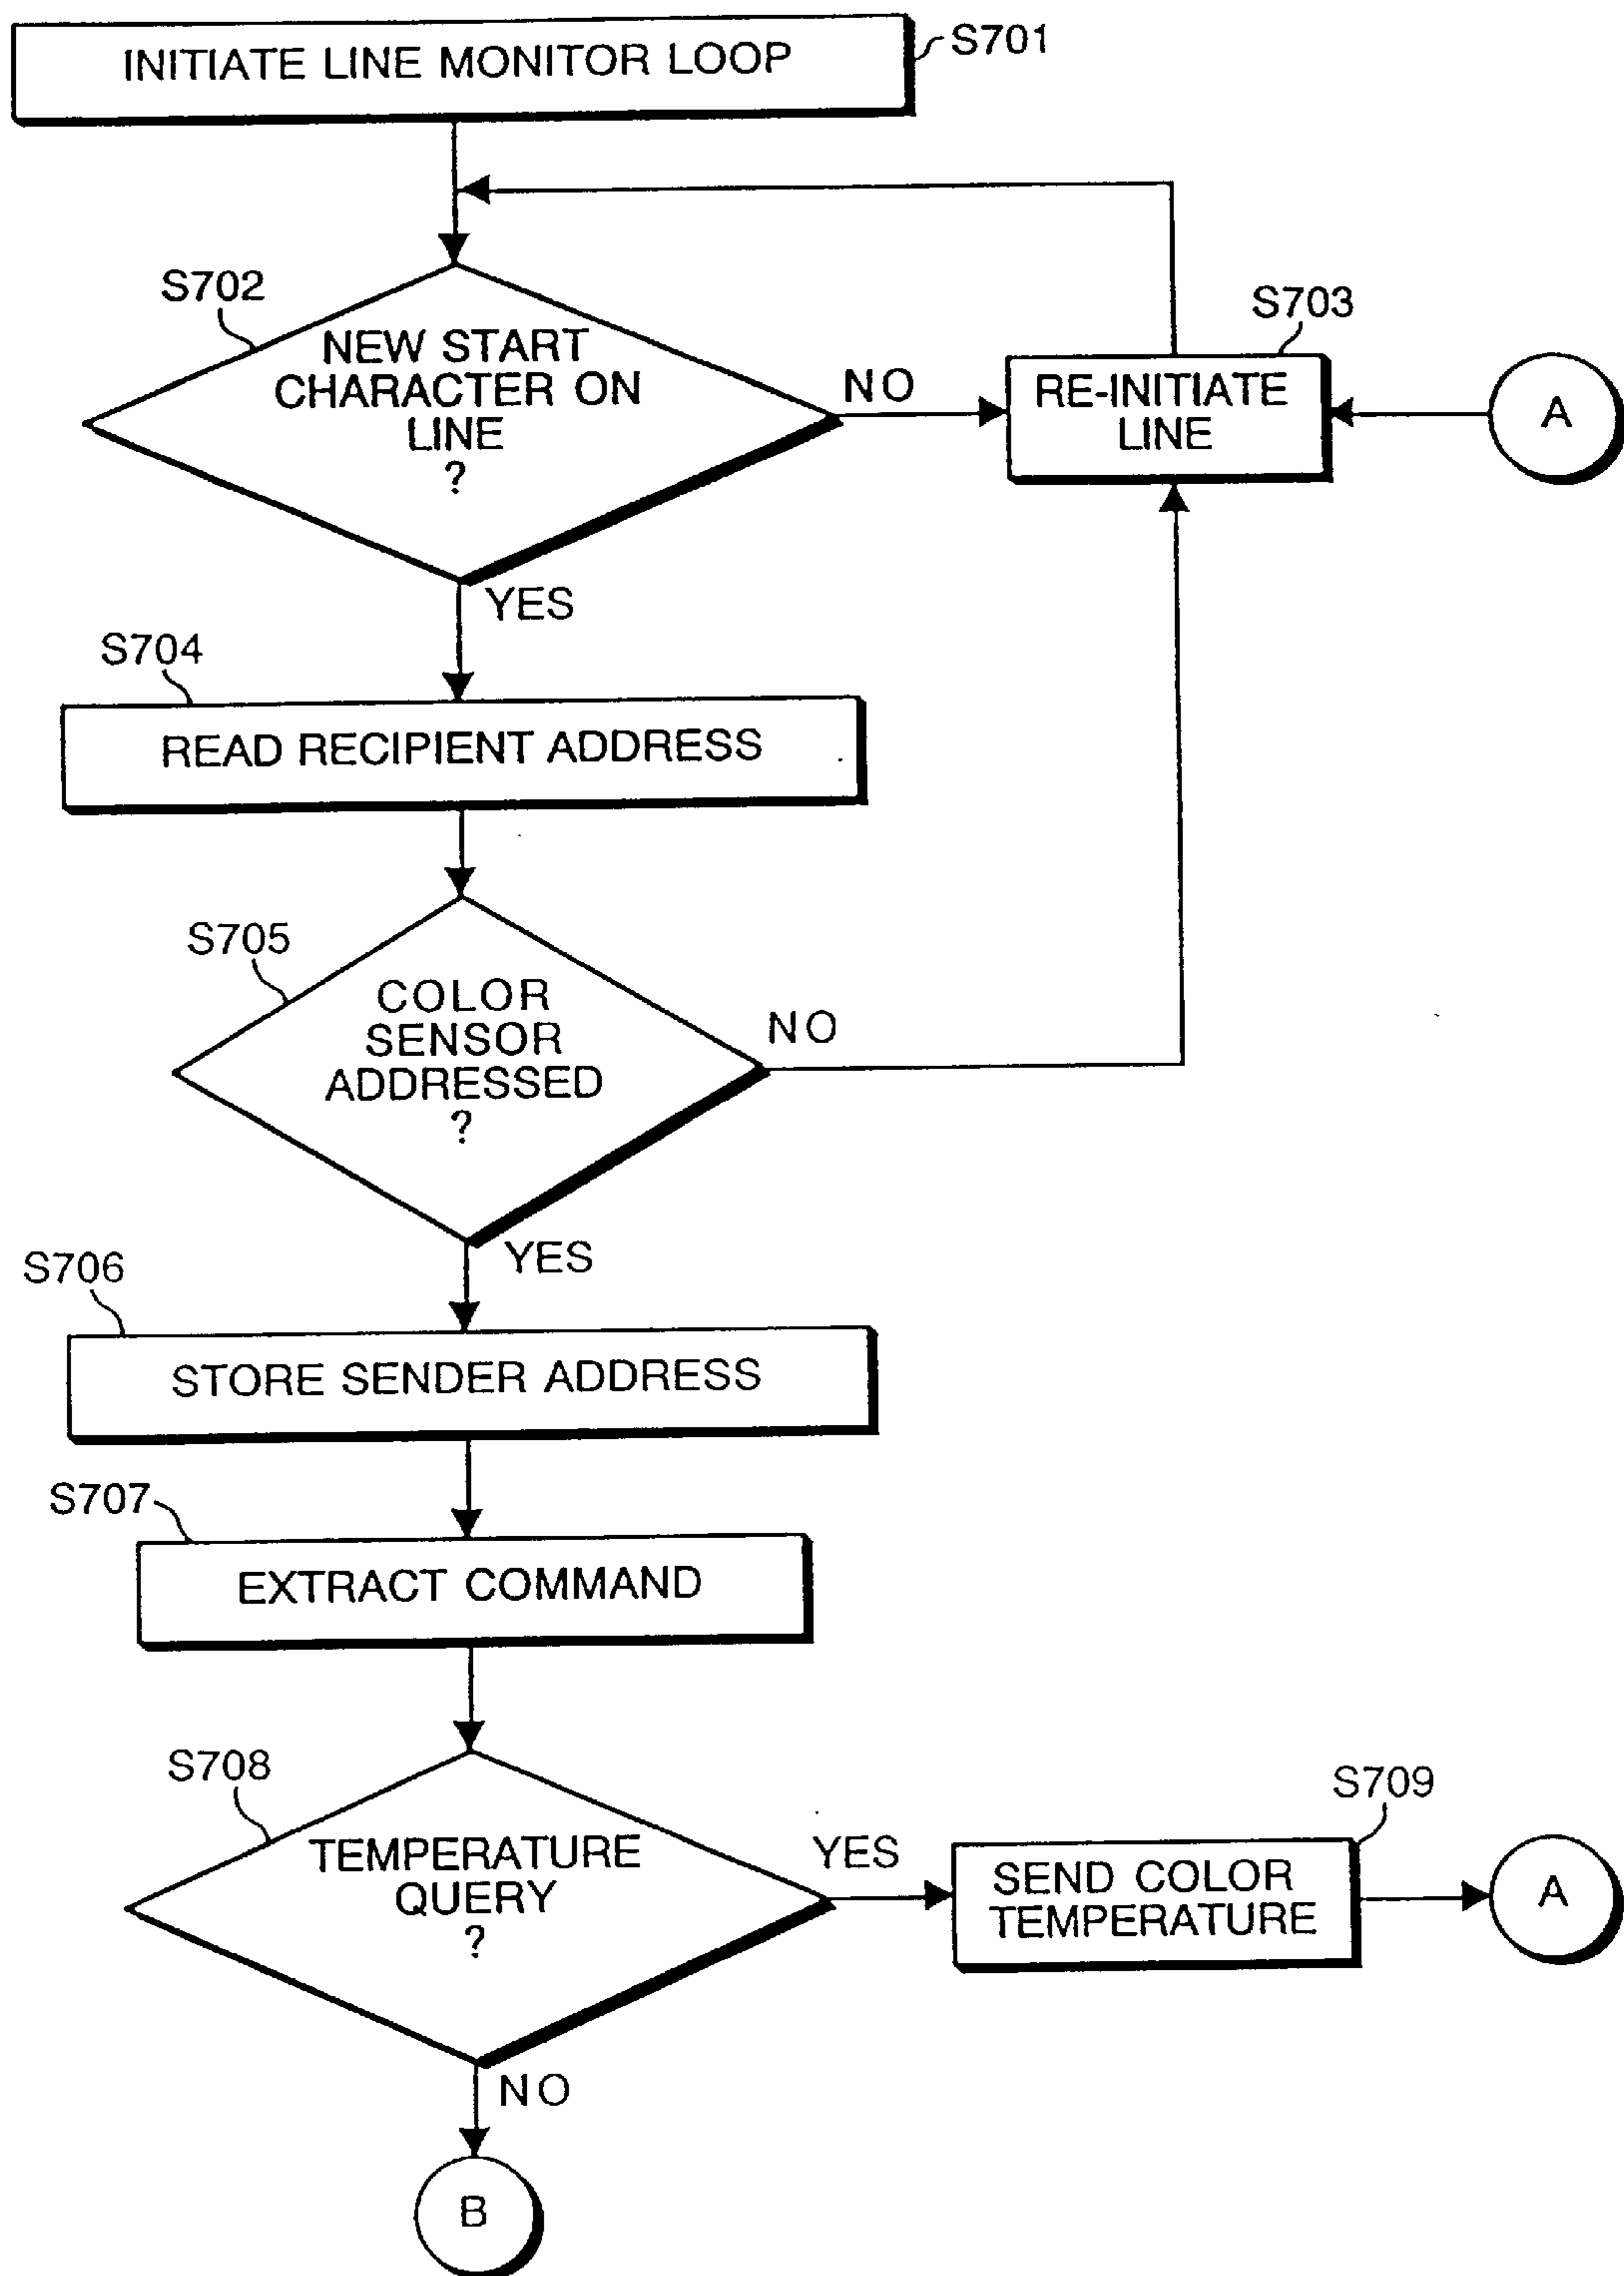 INITIATE LINE MONITOR LOOP
S701
S702
NEW START
CHARACTER ON
LINE
?
NO
S703
RE-INITIATE
LINE
A
YES
S704
READ RECIPIENT ADDRESS
S705
COLOR
SENSOR
ADDRESSED
?
NO
YES
S706
STORE SENDER ADDRESS
S707
EXTRACT COMMAND
S708
TEMPERATURE
QUERY
?
YES
S709
SEND COLOR
TEMPERATURE
A
NO
B